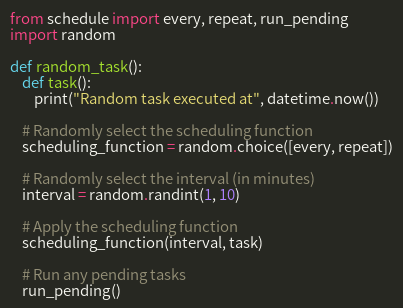 from schedule import every, repeat, run_pending
import random
def random_task():
def task():
print("Random task executed at", datetime.now())
# Randomly select the scheduling function
scheduling_function = random.choice([every, repeat])
# Randomly select the interval (in minutes)
interval = random.randint(1, 10)
# Apply the scheduling function
scheduling_function(interval, task)
# Run any pending tasks
run_pending()